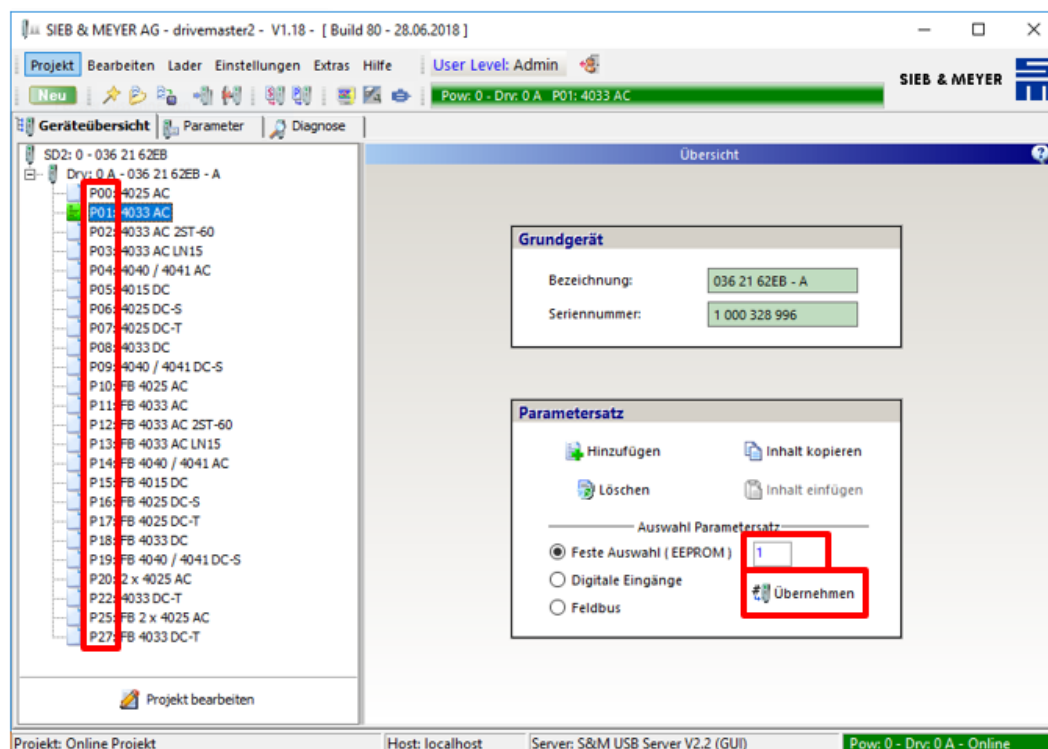 SIEB & MEYER AG - drivemaster2 - V1.18 - [ Build 80 - 28.06.2018 ]
Projekt Bearbeiten Lader Einstellungen Extras Hilfe User Level: Admin
SIEB & MEYER
Neu Pow: 0 - Drv: 0 A P01: 4033 AC
Geräteübersicht Parameter Diagnose
SD2: 0 - 036 21 62EB
Drv: 0 A - 036 21 62EB - A
P00: 4025 AC
P01: 4033 AC
P02: 4033 AC 2ST-60
P03: 4033 AC LN15
P04: 4040 / 4041 AC
P05: 4015 DC
P06: 4025 DC-S
P07: 4025 DC-T
P08: 4033 DC
P09: 4040 / 4041 DC-S
P10: FB 4025 AC
P11: FB 4033 AC
P12: FB 4033 AC 2ST-60
P13: FB 4033 AC LN15
P14: FB 4040 / 4041 AC
P15: FB 4015 DC
P16: FB 4025 DC-S
P17: FB 4025 DC-T
P18: FB 4033 DC
P19: FB 4040 / 4041 DC-S
P20: 2 x 4025 AC
P22: 4033 DC-T
P25: FB 2 x 4025 AC
P27: FB 4033 DC-T
Projekt bearbeiten
Übersicht
Grundgerät
Bezeichnung: 036 21 62EB - A
Seriennummer: 1 000 328 996
Parametersatz
Hinzufügen Inhalt kopieren
Löschen Inhalt einfügen
Auswahl Parametersatz
Feste Auswahl ( EEPROM ) 1
Digitale Eingänge
Übernehmen
Feldbus
Projekt: Online Projekt Host: localhost Server: S&M USB Server V2.2 (GUI) Pow: 0 - Drv: 0 A - Online